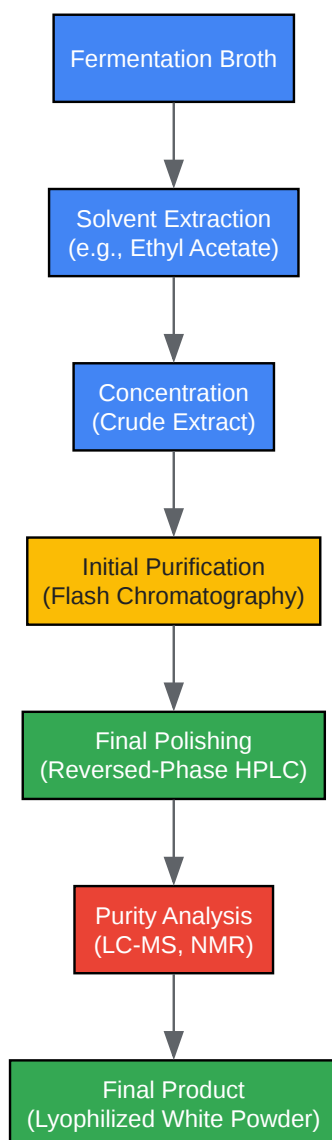 Fermentation Broth
Solvent Extraction
(e.g., Ethyl Acetate)
Concentration
(Crude Extract)
Initial Purification
(Flash Chromatography)
Final Polishing
(Reversed-Phase HPLC)
Purity Analysis
(LC-MS, NMR)
Final Product
(Lyophilized White Powder)